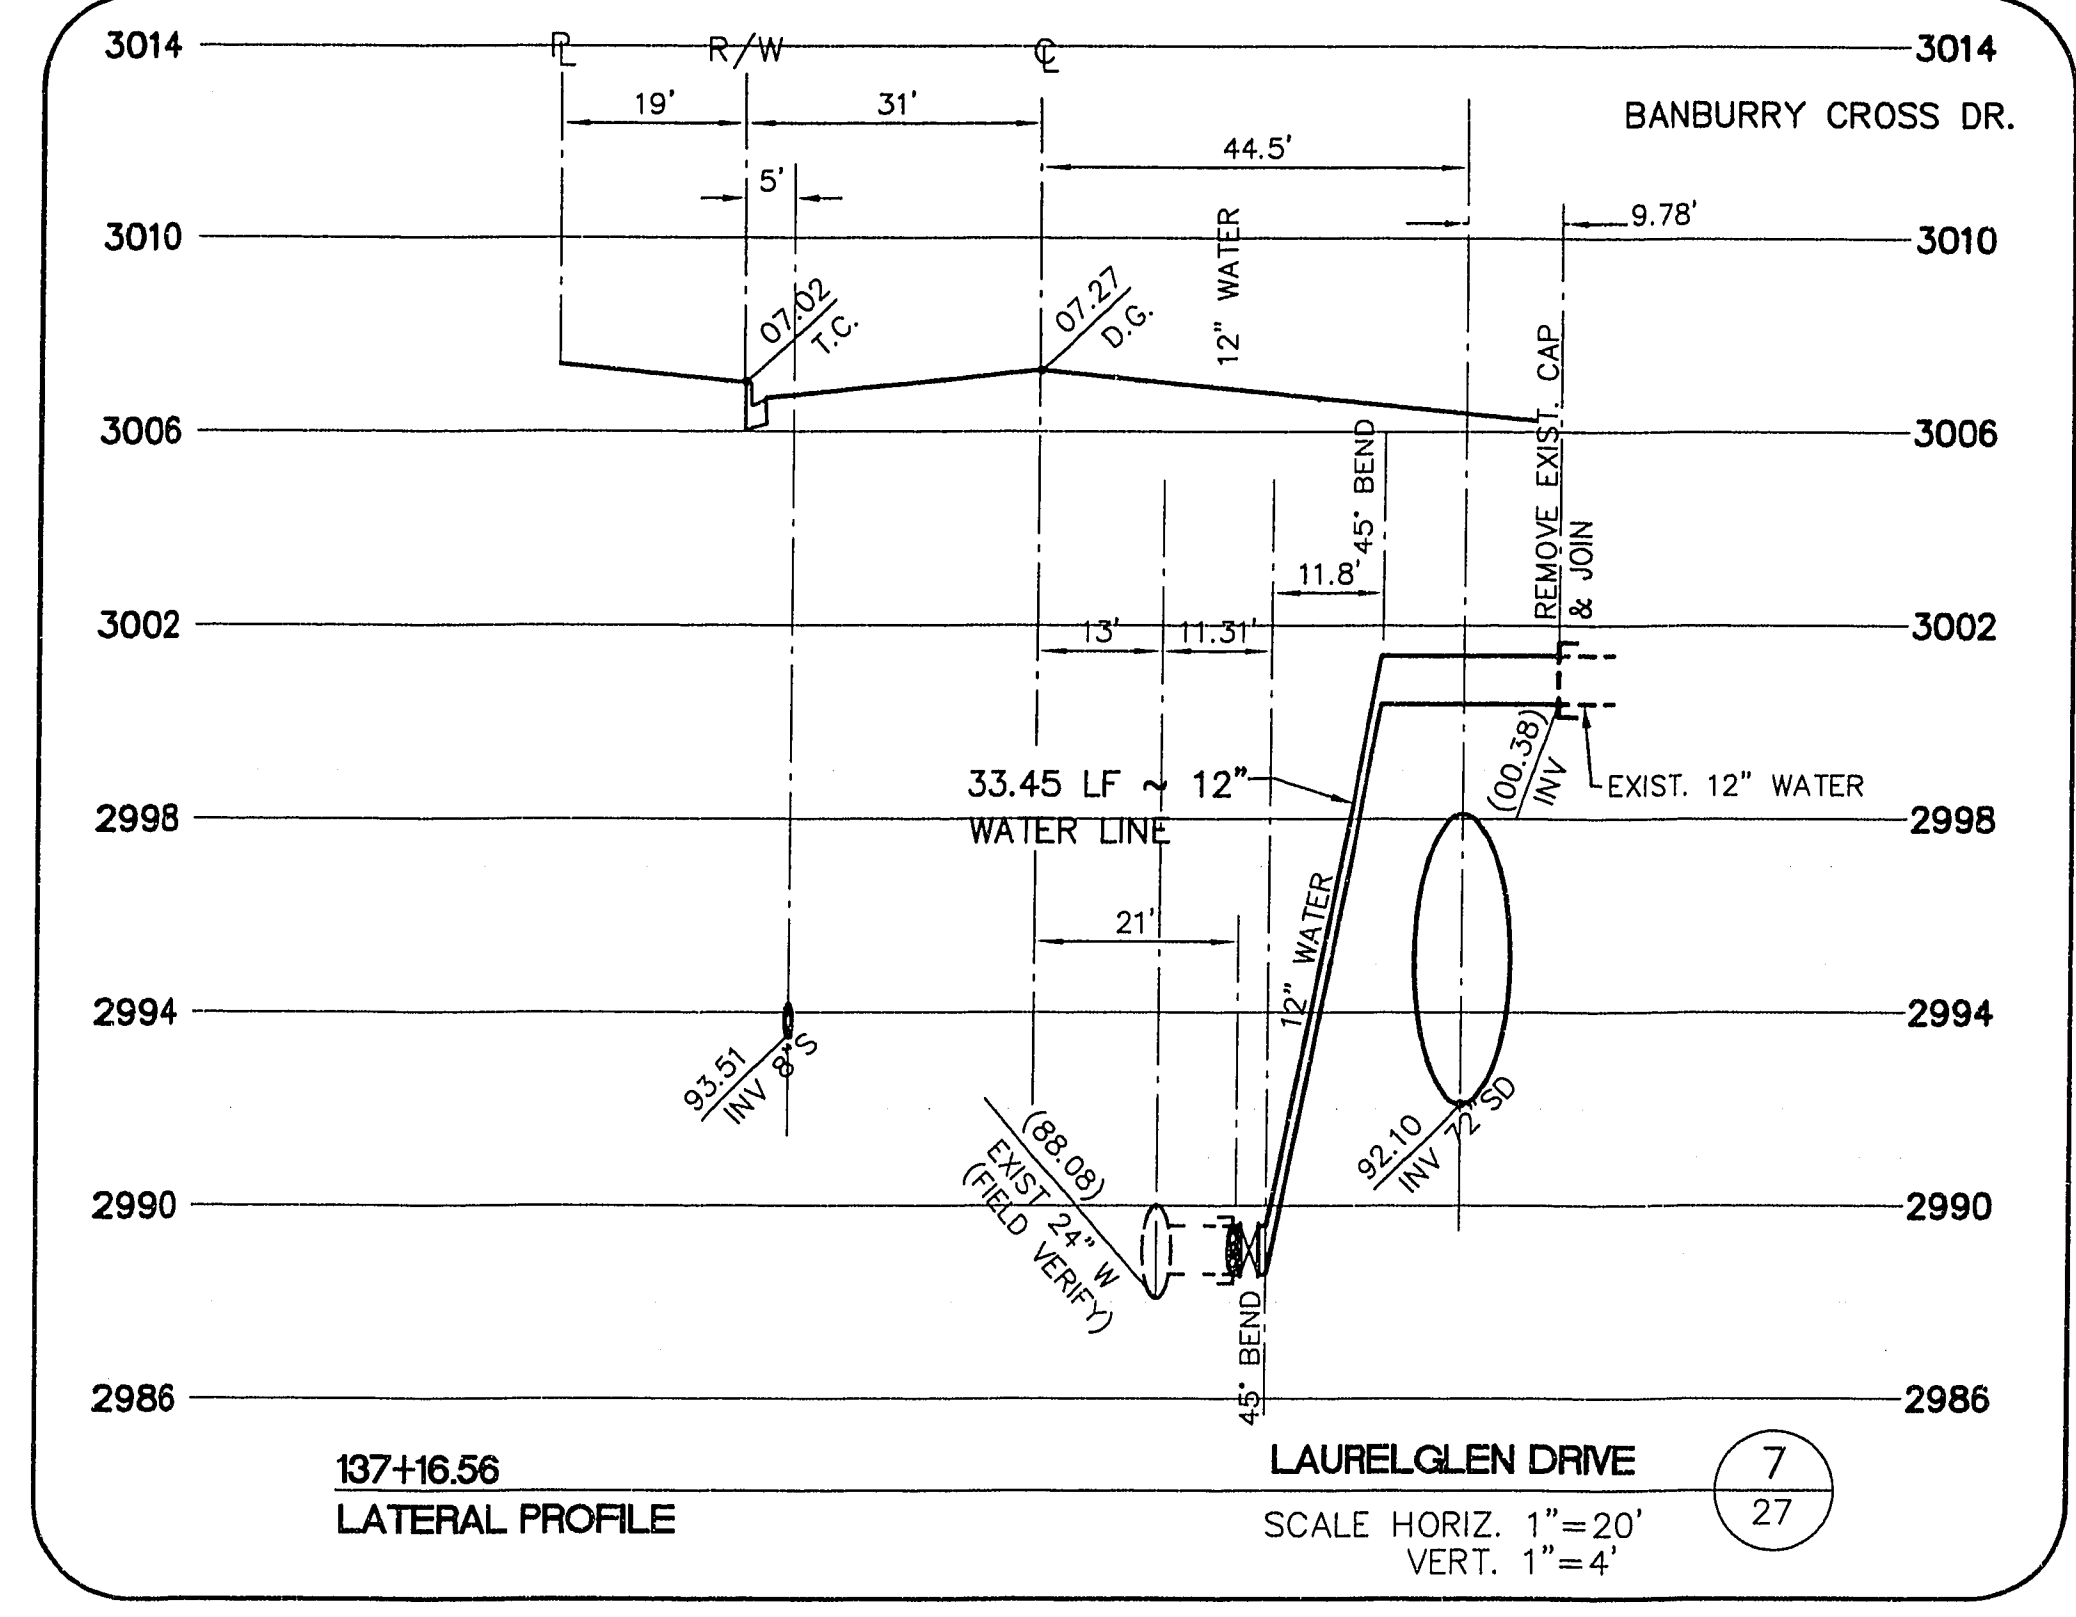 3014
PL
R/W
CL
3014
19'
31'
BANBURRY CROSS DR.
44.5'
5'
9.78'
3010
12" WATER
3010
07.02
T.C.
07.27
D.G.
3006
3006
45° BEND
REMOVE EXIST. CAP
& JOIN
11.8'
3002
13'
11.31'
3002
33.45 LF ~ 12"
WATER LINE
(00.38)
INV
EXIST. 12" WATER
2998
2998
12" WATER
21'
2994
2994
93.51
INV 8"S
92.10
INV 72"SD
(88.08)
EXIST 24" W
(FIELD VERIFY)
2990
2990
45° BEND
2986
2986
137+16.56
LATERAL PROFILE
LAURELGLEN DRIVE
SCALE HORIZ. 1"=20'
VERT. 1"=4'
7
27